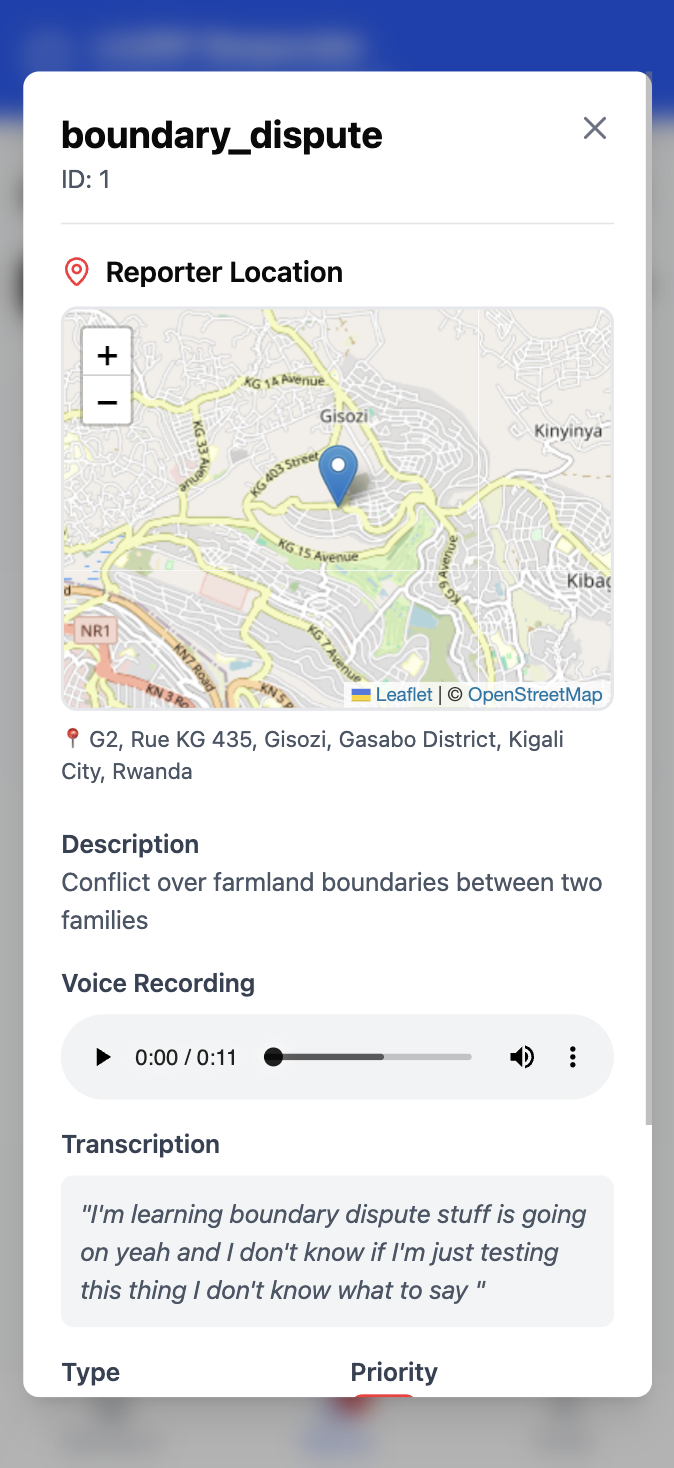 boundary_dispute
ID: 1
Reporter Location
+
−
KG 14 Avenue
Gisozi
Kinyinya
KG 33 Avenue
KG 403 Street
KG 15 Avenue
KG 9 Avenue
Kibag
d
NR1
KN7 Road
KG 7 Avenue
KN 3 Ro
KN 5 R
Leaflet | © OpenStreetMap
G2, Rue KG 435, Gisozi, Gasabo District, Kigali
City, Rwanda
Description
Conflict over farmland boundaries between two
families
Voice Recording
0:00 / 0:11
Transcription
"I'm learning boundary dispute stuff is going
on yeah and I don't know if I'm just testing
this thing I don't know what to say "
Type Priority